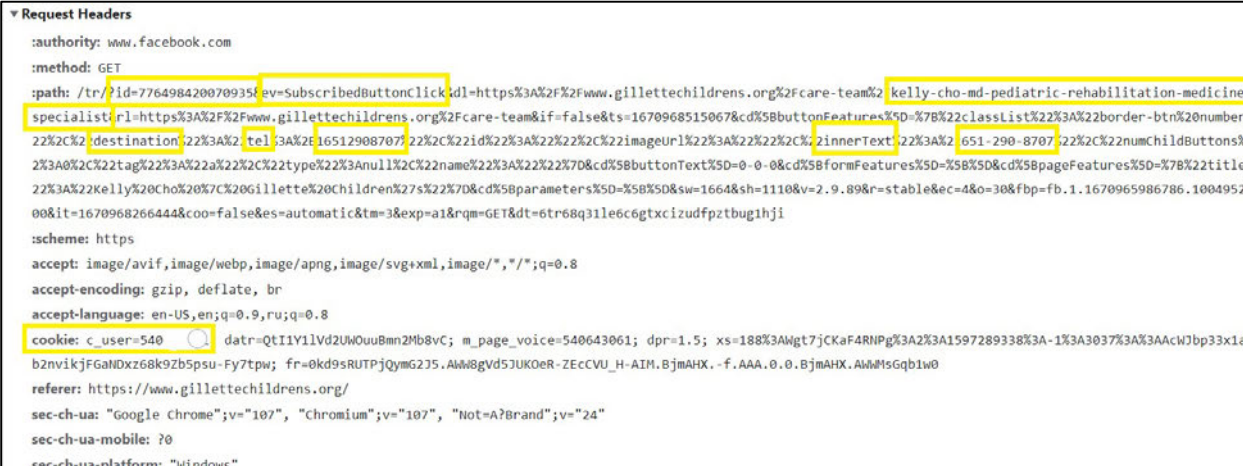 ▼ Request Headers
:authority: www.facebook.com
:method: GET
:path: /tr/?id=776498420070935&ev=SubscribedButtonClick&dl=https%3A%2F%2Fwww.gillettechildrens.org%2Fcare-team%2 kelly-cho-md-pediatric-rehabilitation-medicine
specialist&rl=https%3A%2F%2Fwww.gillettechildrens.org%2Fcare-team&if=false&ts=1670968515067&cd%5BbuttonFeatures%5D=%7B%22classList%22%3A%22border-btn%20number
22%2C%22destination%22%3A%22tel%3A%2B16512908707%22%2C%22id%22%3A%22%22%2C%22imageUrl%22%3A%22%22%2C%22innerText%22%3A%22651-290-8707%22%2C%22numChildButtons%
2%3A0%2C%22tag%22%3A%22a%22%2C%22type%22%3Anull%2C%22name%22%3A%22%22%7D&cd%5BbuttonText%5D=0-0-0&cd%5BformFeatures%5D=%5B%5D&cd%5BpageFeatures%5D=%7B%22title
22%3A%22Kelly%20Cho%20%7C%20Gillette%20Children%27s%22%7D&cd%5Bparameters%5D=%5B%5D&sw=1664&sh=1110&v=2.9.89&r=stable&ec=4&o=30&fbp=fb.1.1670965986786.1004952
00&it=1670968266444&coo=false&es=automatic&tm=3&exp=a1&rqm=GET&dt=6tr68q31le6c6gtxcizudfpztbug1hji
:scheme: https
accept: image/avif,image/webp,image/apng,image/svg+xml,image/*,*/*;q=0.8
accept-encoding: gzip, deflate, br
accept-language: en-US,en;q=0.9,ru;q=0.8
cookie: c_user=540 datr=QtI1Y1lVd2UWOuuBmn2Mb8vC; m_page_voice=540643061; dpr=1.5; xs=188%3AWgt7jCKaF4RNPg%3A2%3A1597289338%3A-1%3A3037%3A%3AAcWJbp33x1a
b2nvikjFGaNDxz68k9Zb5psu-Fy7tpw; fr=0kd9sRUTPjQymG2J5.AWW8gVd5JUKOeR-ZEcCVU_H-AIM.BjmAHX.-f.AAA.0.0.BjmAHX.AWWMsGqb1w0
referer: https://www.gillettechildrens.org/
sec-ch-ua: "Google Chrome";v="107", "Chromium";v="107", "Not=A?Brand";v="24"
sec-ch-ua-mobile: ?0
sec-ch-ua-platform: "Windows"